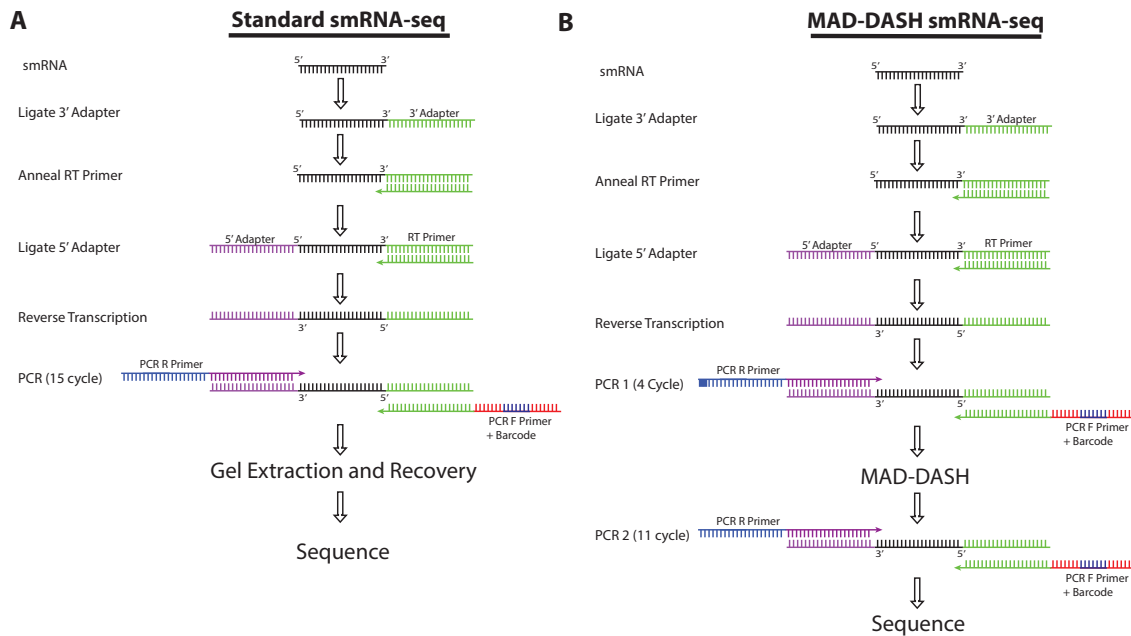 A
Standard smRNA-seq
smRNA
5’ 3’
Ligate 3’ Adapter
5’ 3’ 3’ Adapter
Anneal RT Primer
5’ 3’
Ligate 5’ Adapter
5’ Adapter 5’ 3’ RT Primer
Reverse Transcription
3’ 5’
PCR (15 cycle)
PCR R Primer
3’ 5’
PCR F Primer
+ Barcode
Gel Extraction and Recovery
Sequence
B
MAD-DASH smRNA-seq
smRNA
5’ 3’
Ligate 3’ Adapter
5’ 3’ 3’ Adapter
Anneal RT Primer
5’ 3’
Ligate 5’ Adapter
5’ Adapter 5’ 3’ RT Primer
Reverse Transcription
3’ 5’
PCR 1 (4 Cycle)
PCR R Primer
3’ 5’
PCR F Primer
+ Barcode
MAD-DASH
PCR 2 (11 cycle)
PCR R Primer
3’ 5’
PCR F Primer
+ Barcode
Sequence